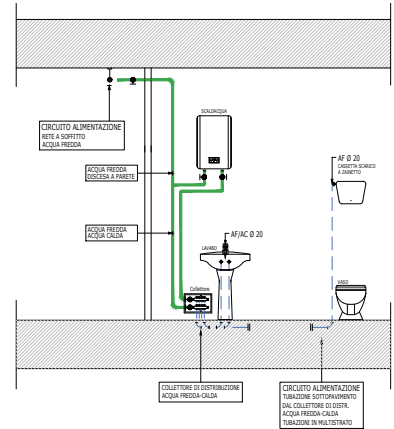 SCALDACQUA
CIRCUITO ALIMENTAZIONE
RETE A SOFFITTO
ACQUA FREDDA
AF Ø 20
CASSETTA SCARICO
A ZAINETTO
ACQUA FREDDA
DISCESA A PARETE
ACQUA FREDDA
ACQUA CALDA
AF/AC Ø 20
LAVABO
Collettore
VASO
COLLETTORE DI DISTRIBUZIONE
ACQUA FREDDA-CALDA
CIRCUITO ALIMENTAZIONE
TUBAZIONE SOTTOPAVIMENTO
DAL COLLETTORE DI DISTR.
ACQUA FREDDA-CALDA
TUBAZIONI IN MULTISTRATO